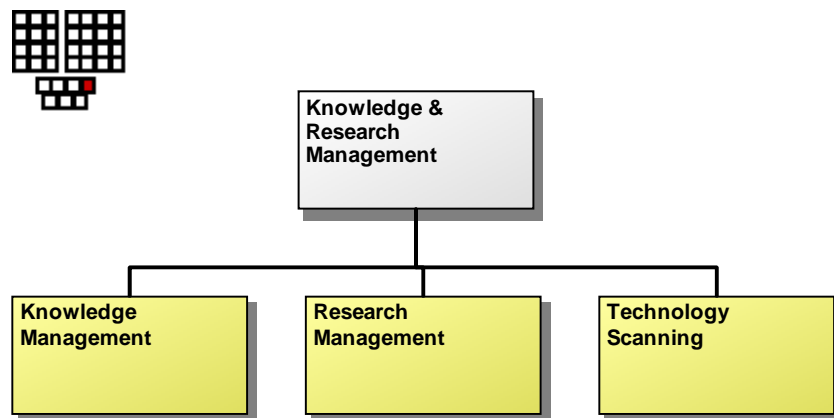 Knowledge &
Research
Management
Knowledge
Management
Research
Management
Technology
Scanning